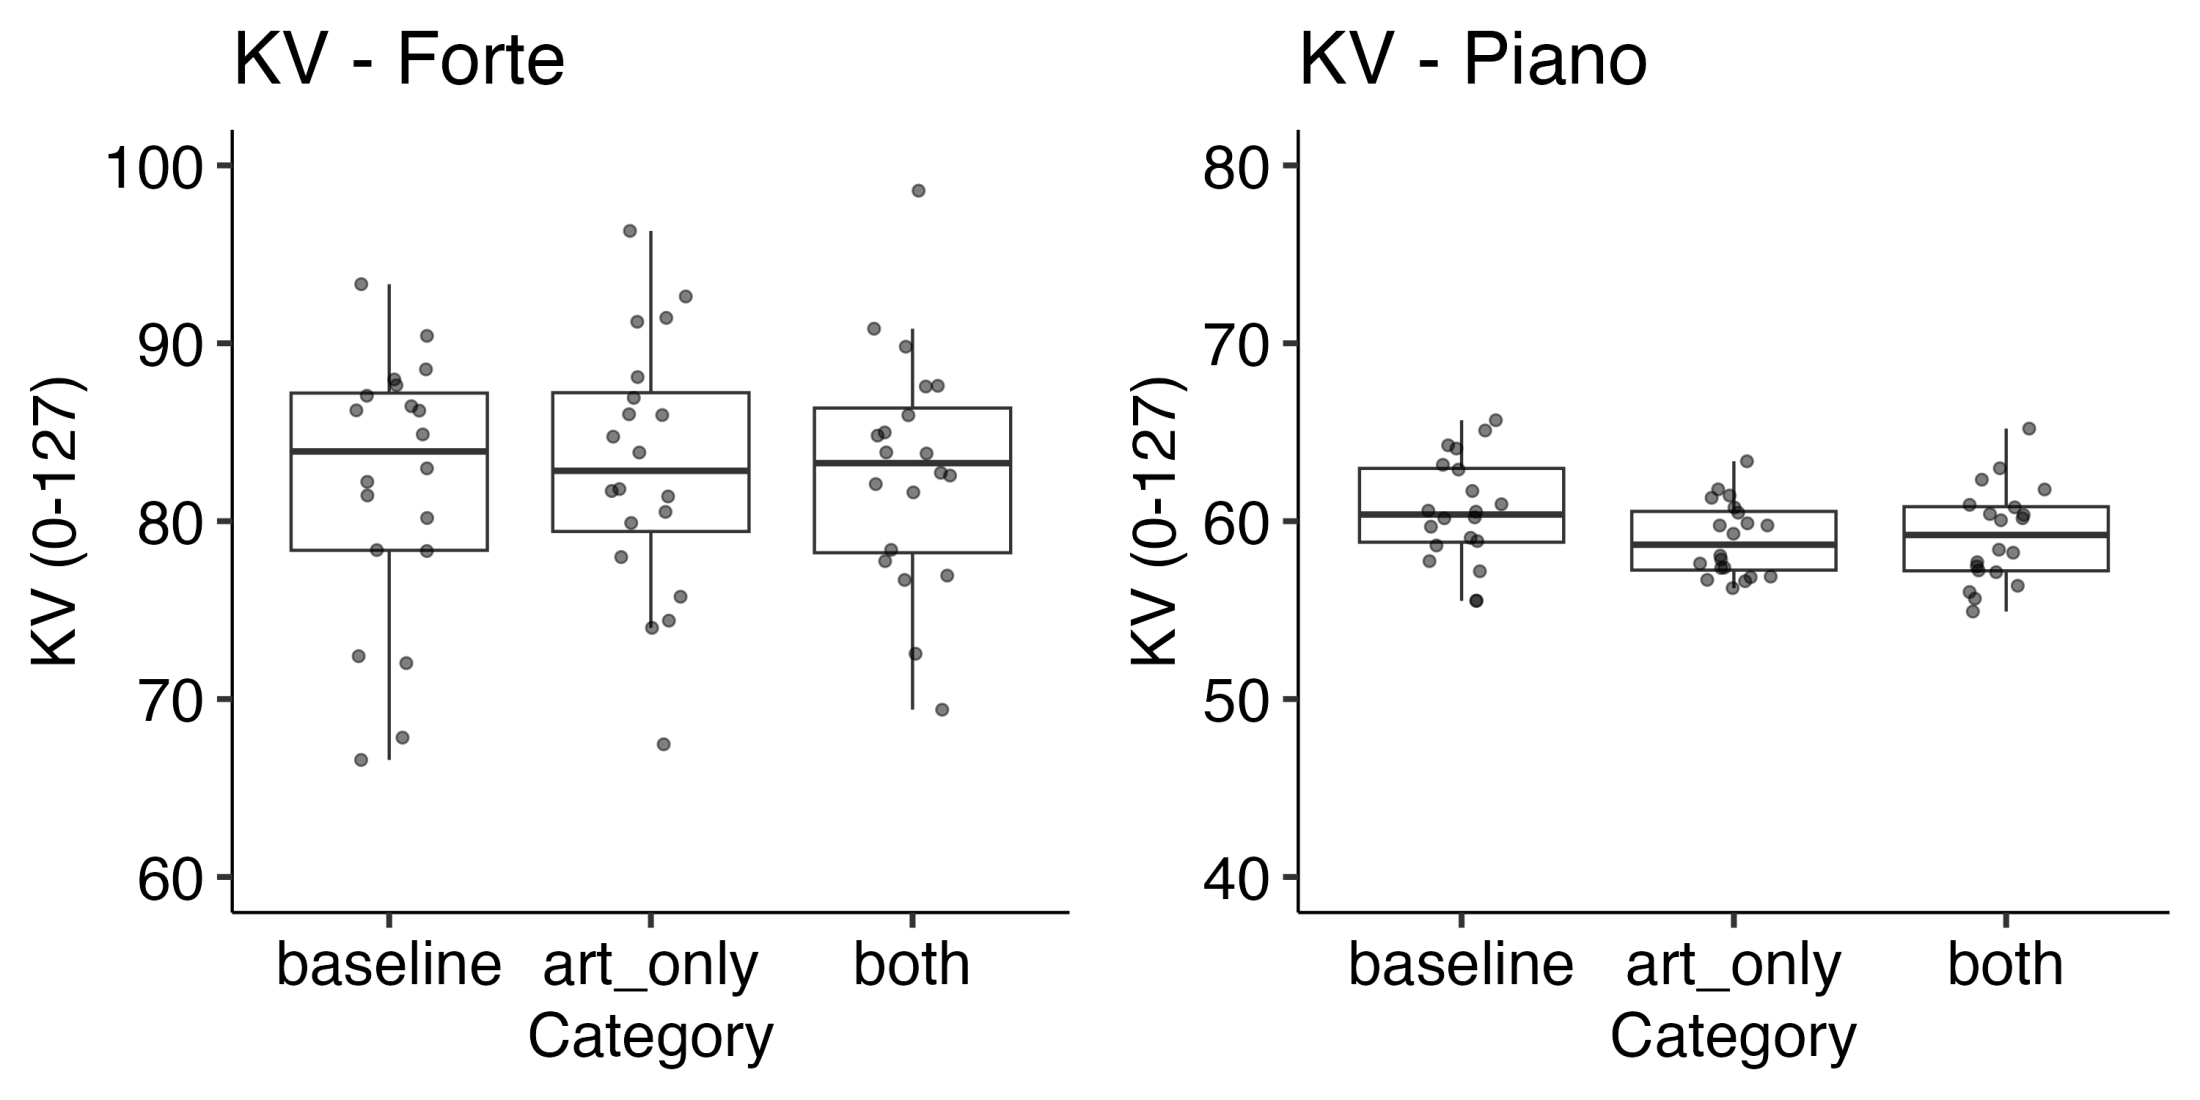 KV - Forte
KV (0-127)
100
90
80
70
60
baseline art_only both
Category
KV - Piano
KV (0-127)
80
70
60
50
40
baseline art_only both
Category